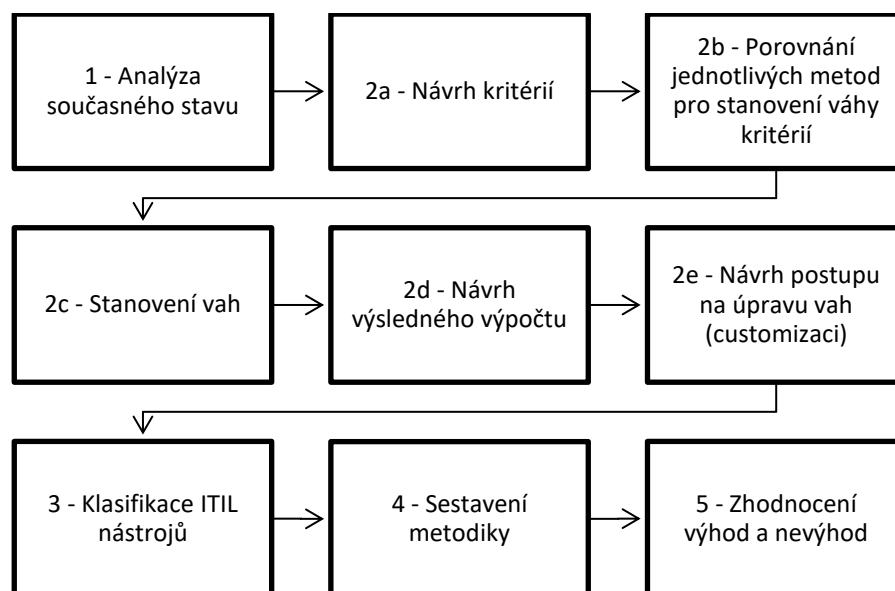 1 - Analýza
současného stavu
2a - Návrh kritérií
2b - Porovnání
jednotlivých metod
pro stanovení váhy
kritérií
2c - Stanovení vah
2d - Návrh
výsledného výpočtu
2e - Návrh postupu
na úpravu vah
(customizaci)
3 - Klasifikace ITIL
nástrojů
4 - Sestavení
metodiky
5 - Zhodnocení
výhod a nevýhod